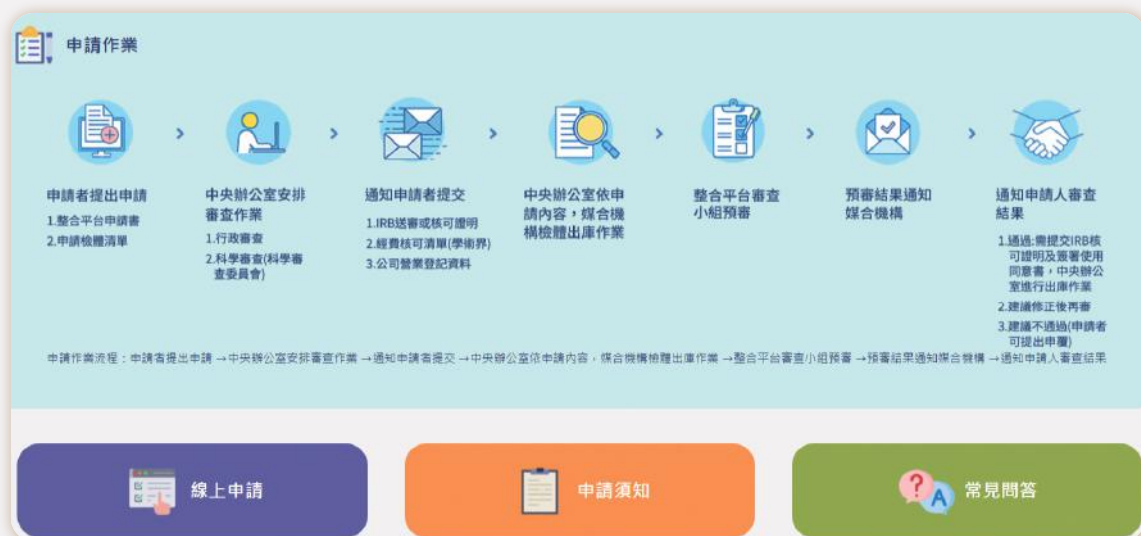 申請作業
申請者提出申請
1.整合平台申請書
2.申請檢體清單
中央辦公室安排
審查作業
1.行政審查
2.科學審查(科學審
查委員會)
通知申請者提交
1.IRB送審或核可證明
2.經費核可清單(學術界)
3.公司營業登記資料
中央辦公室依申
請內容，媒合機
構檢體出庫作業
整合平台審查
小組預審
預審結果通知
媒合機構
通知申請人審查
結果
1.通過:需提交IRB核
可證明及簽署使用
同意書，中央辦公
室進行出庫作業
2.建議修正後再審
3.建議不通過(申請者
可提出申覆)
申請作業流程：申請者提出申請→中央辦公室安排審查作業→通知申請者提交→中央辦公室依申請內容，媒合機構檢體出庫作業→整合平台審查小組預審→預審結果通知媒合機構→通知申請人審查結果
線上申請
申請須知
常見問答